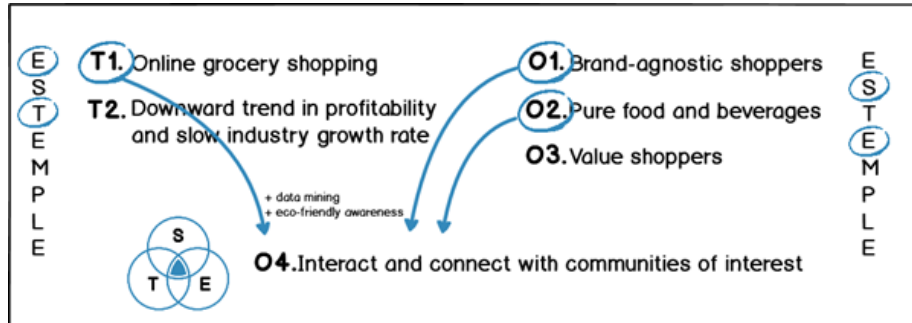 E
S
T
E
M
P
L
E
T1. Online grocery shopping
T2. Downward trend in profitability
and slow industry growth rate
O1. Brand-agnostic shoppers
O2. Pure food and beverages
O3. Value shoppers
E
S
T
E
M
P
L
E
+ data mining
+ eco-friendly awareness
S
T E
O4. Interact and connect with communities of interest